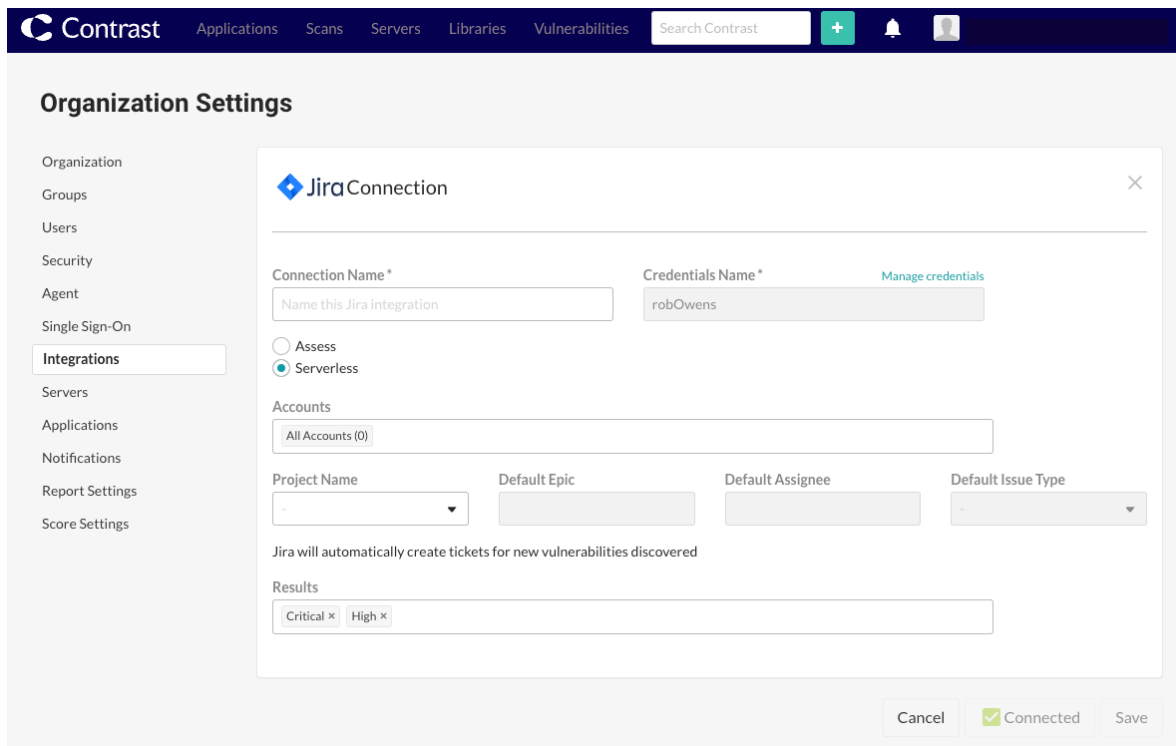 Contrast Applications Scans Servers Libraries Vulnerabilities Search Contrast +
Organization Settings
Organization
Groups
Users
Security
Agent
Single Sign-On
Integrations
Servers
Applications
Notifications
Report Settings
Score Settings
Jira Connection
Connection Name * Credentials Name * Manage credentials
Name this Jira integration robOwens
Assess
Serverless
Accounts
All Accounts (0)
Project Name Default Epic Default Assignee Default Issue Type
- -
Jira will automatically create tickets for new vulnerabilities discovered
Results
Critical × High ×
Cancel Connected Save